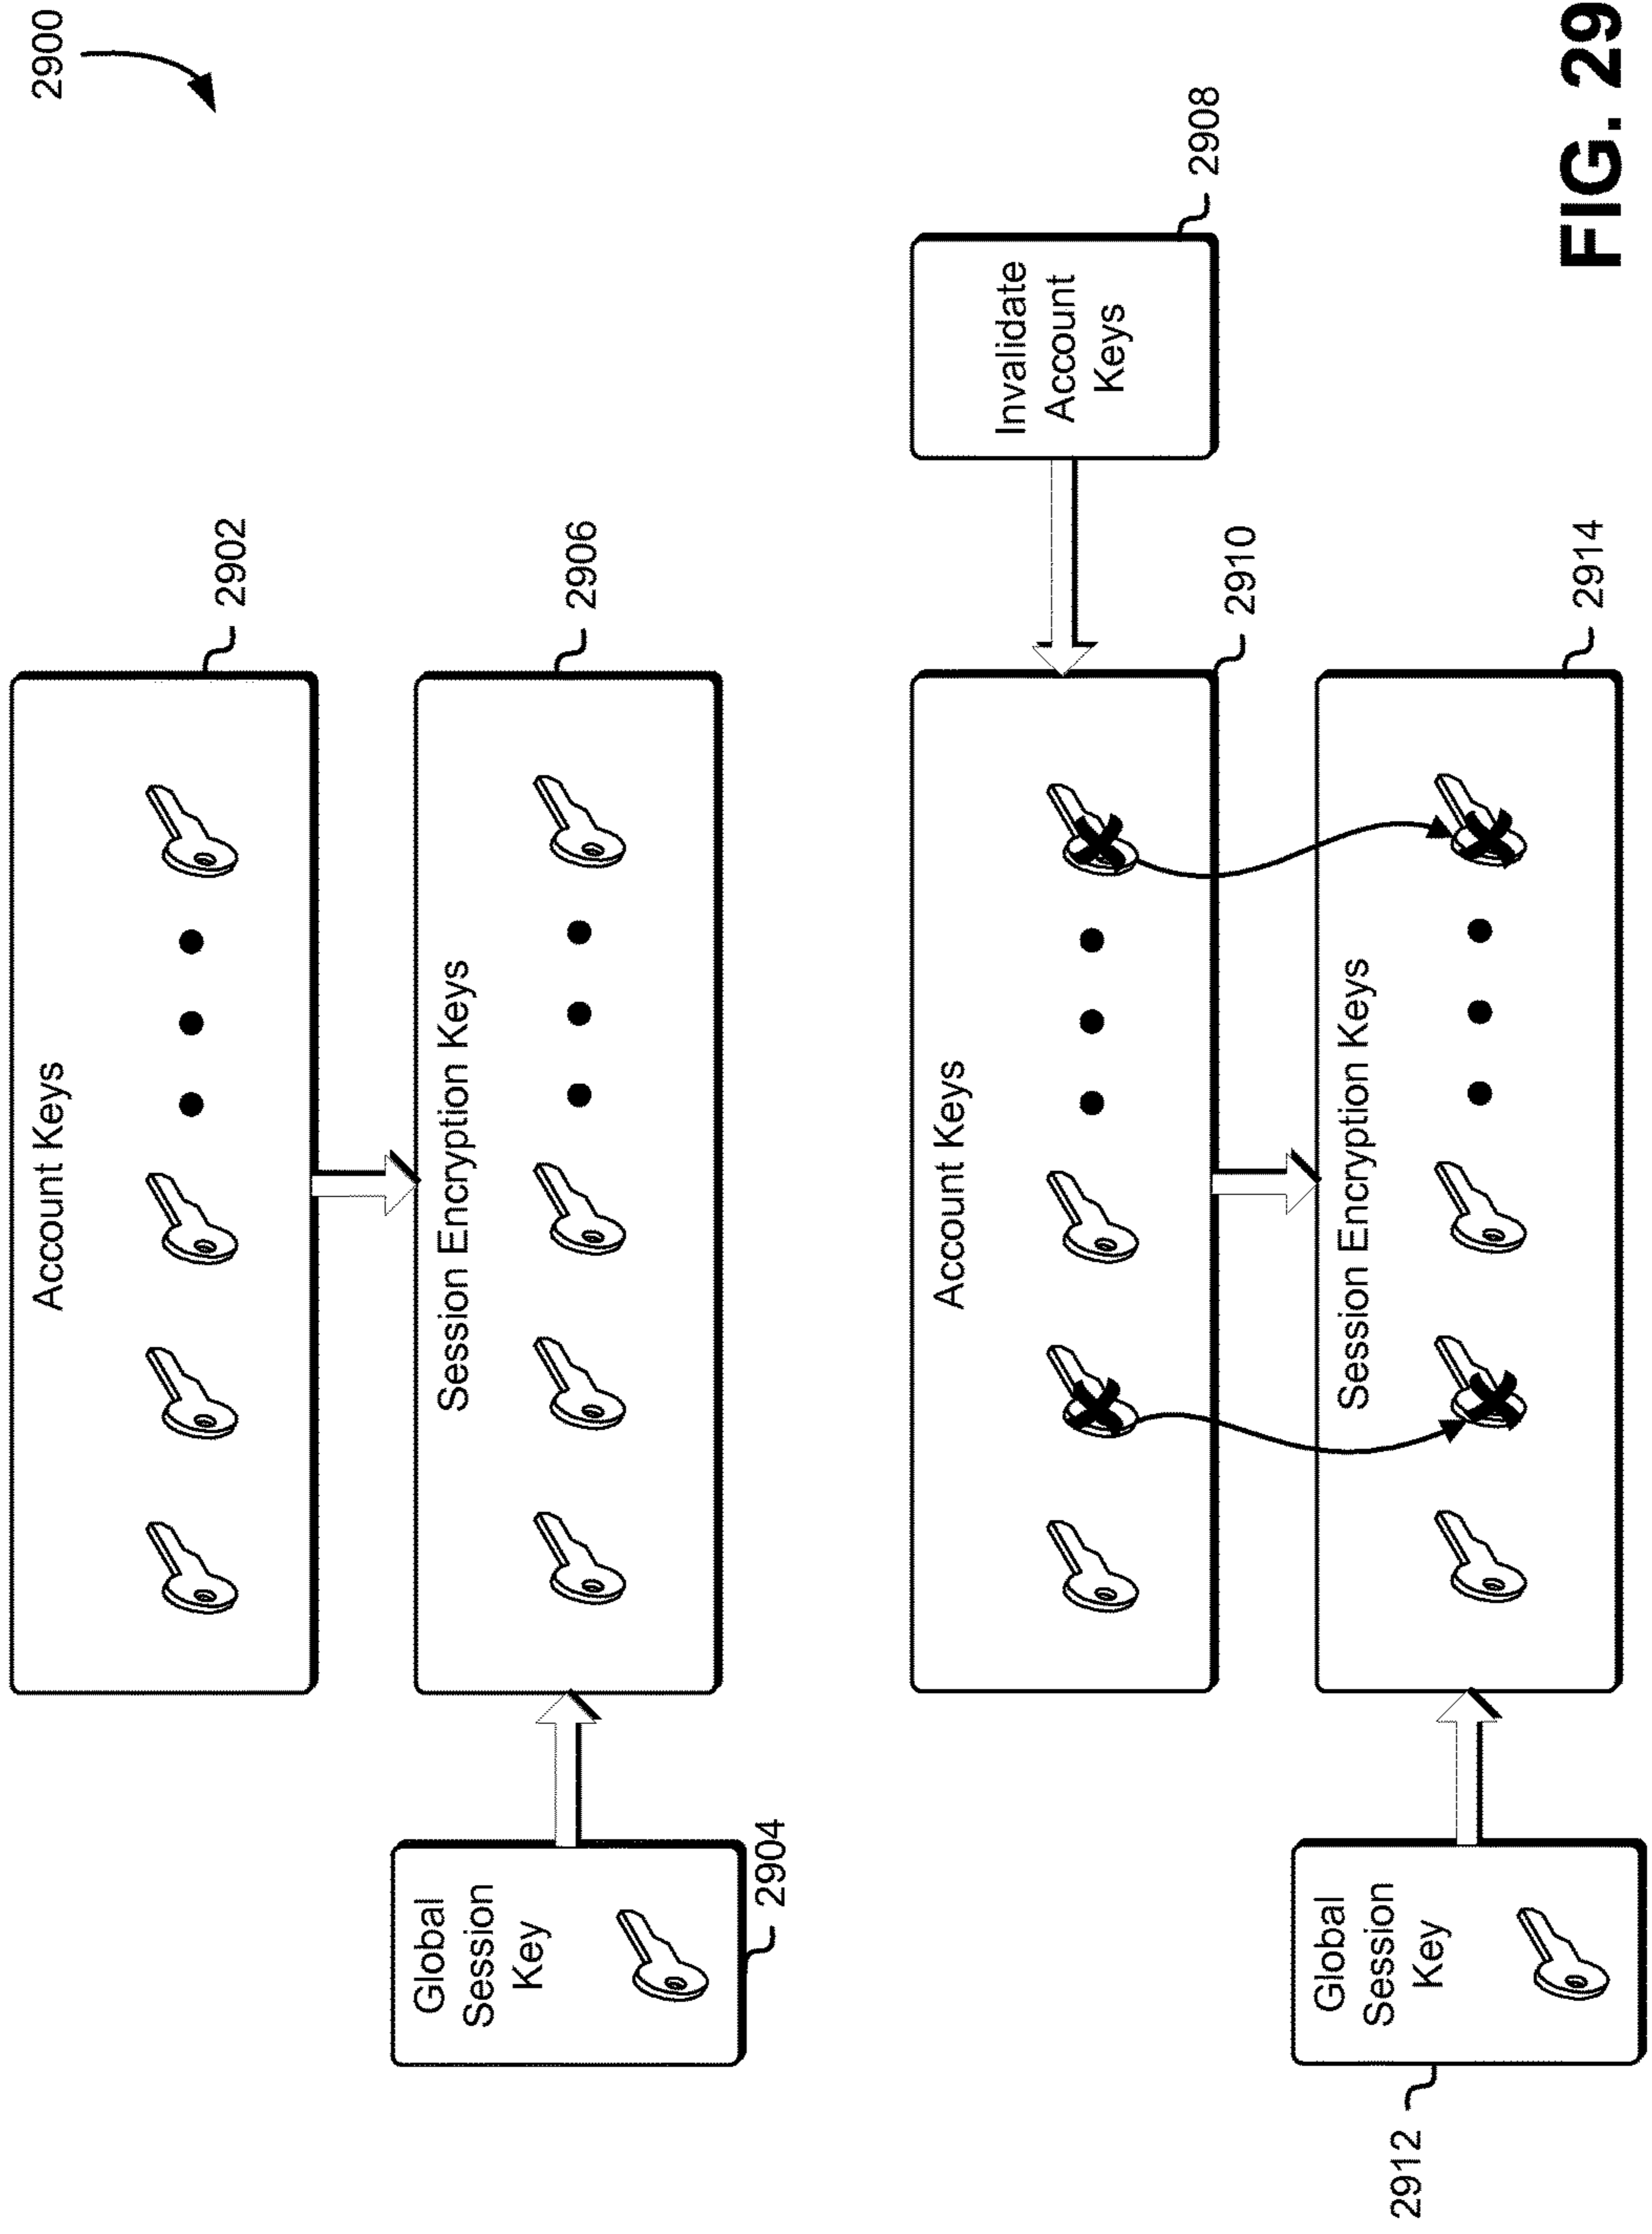 2900
Account Keys
2902
Global
Session
Key
2904
Session Encryption Keys
2906
Invalidate
Account
Keys
2908
Account Keys
2910
Global
Session
Key
2912
Session Encryption Keys
2914
FIG. 29